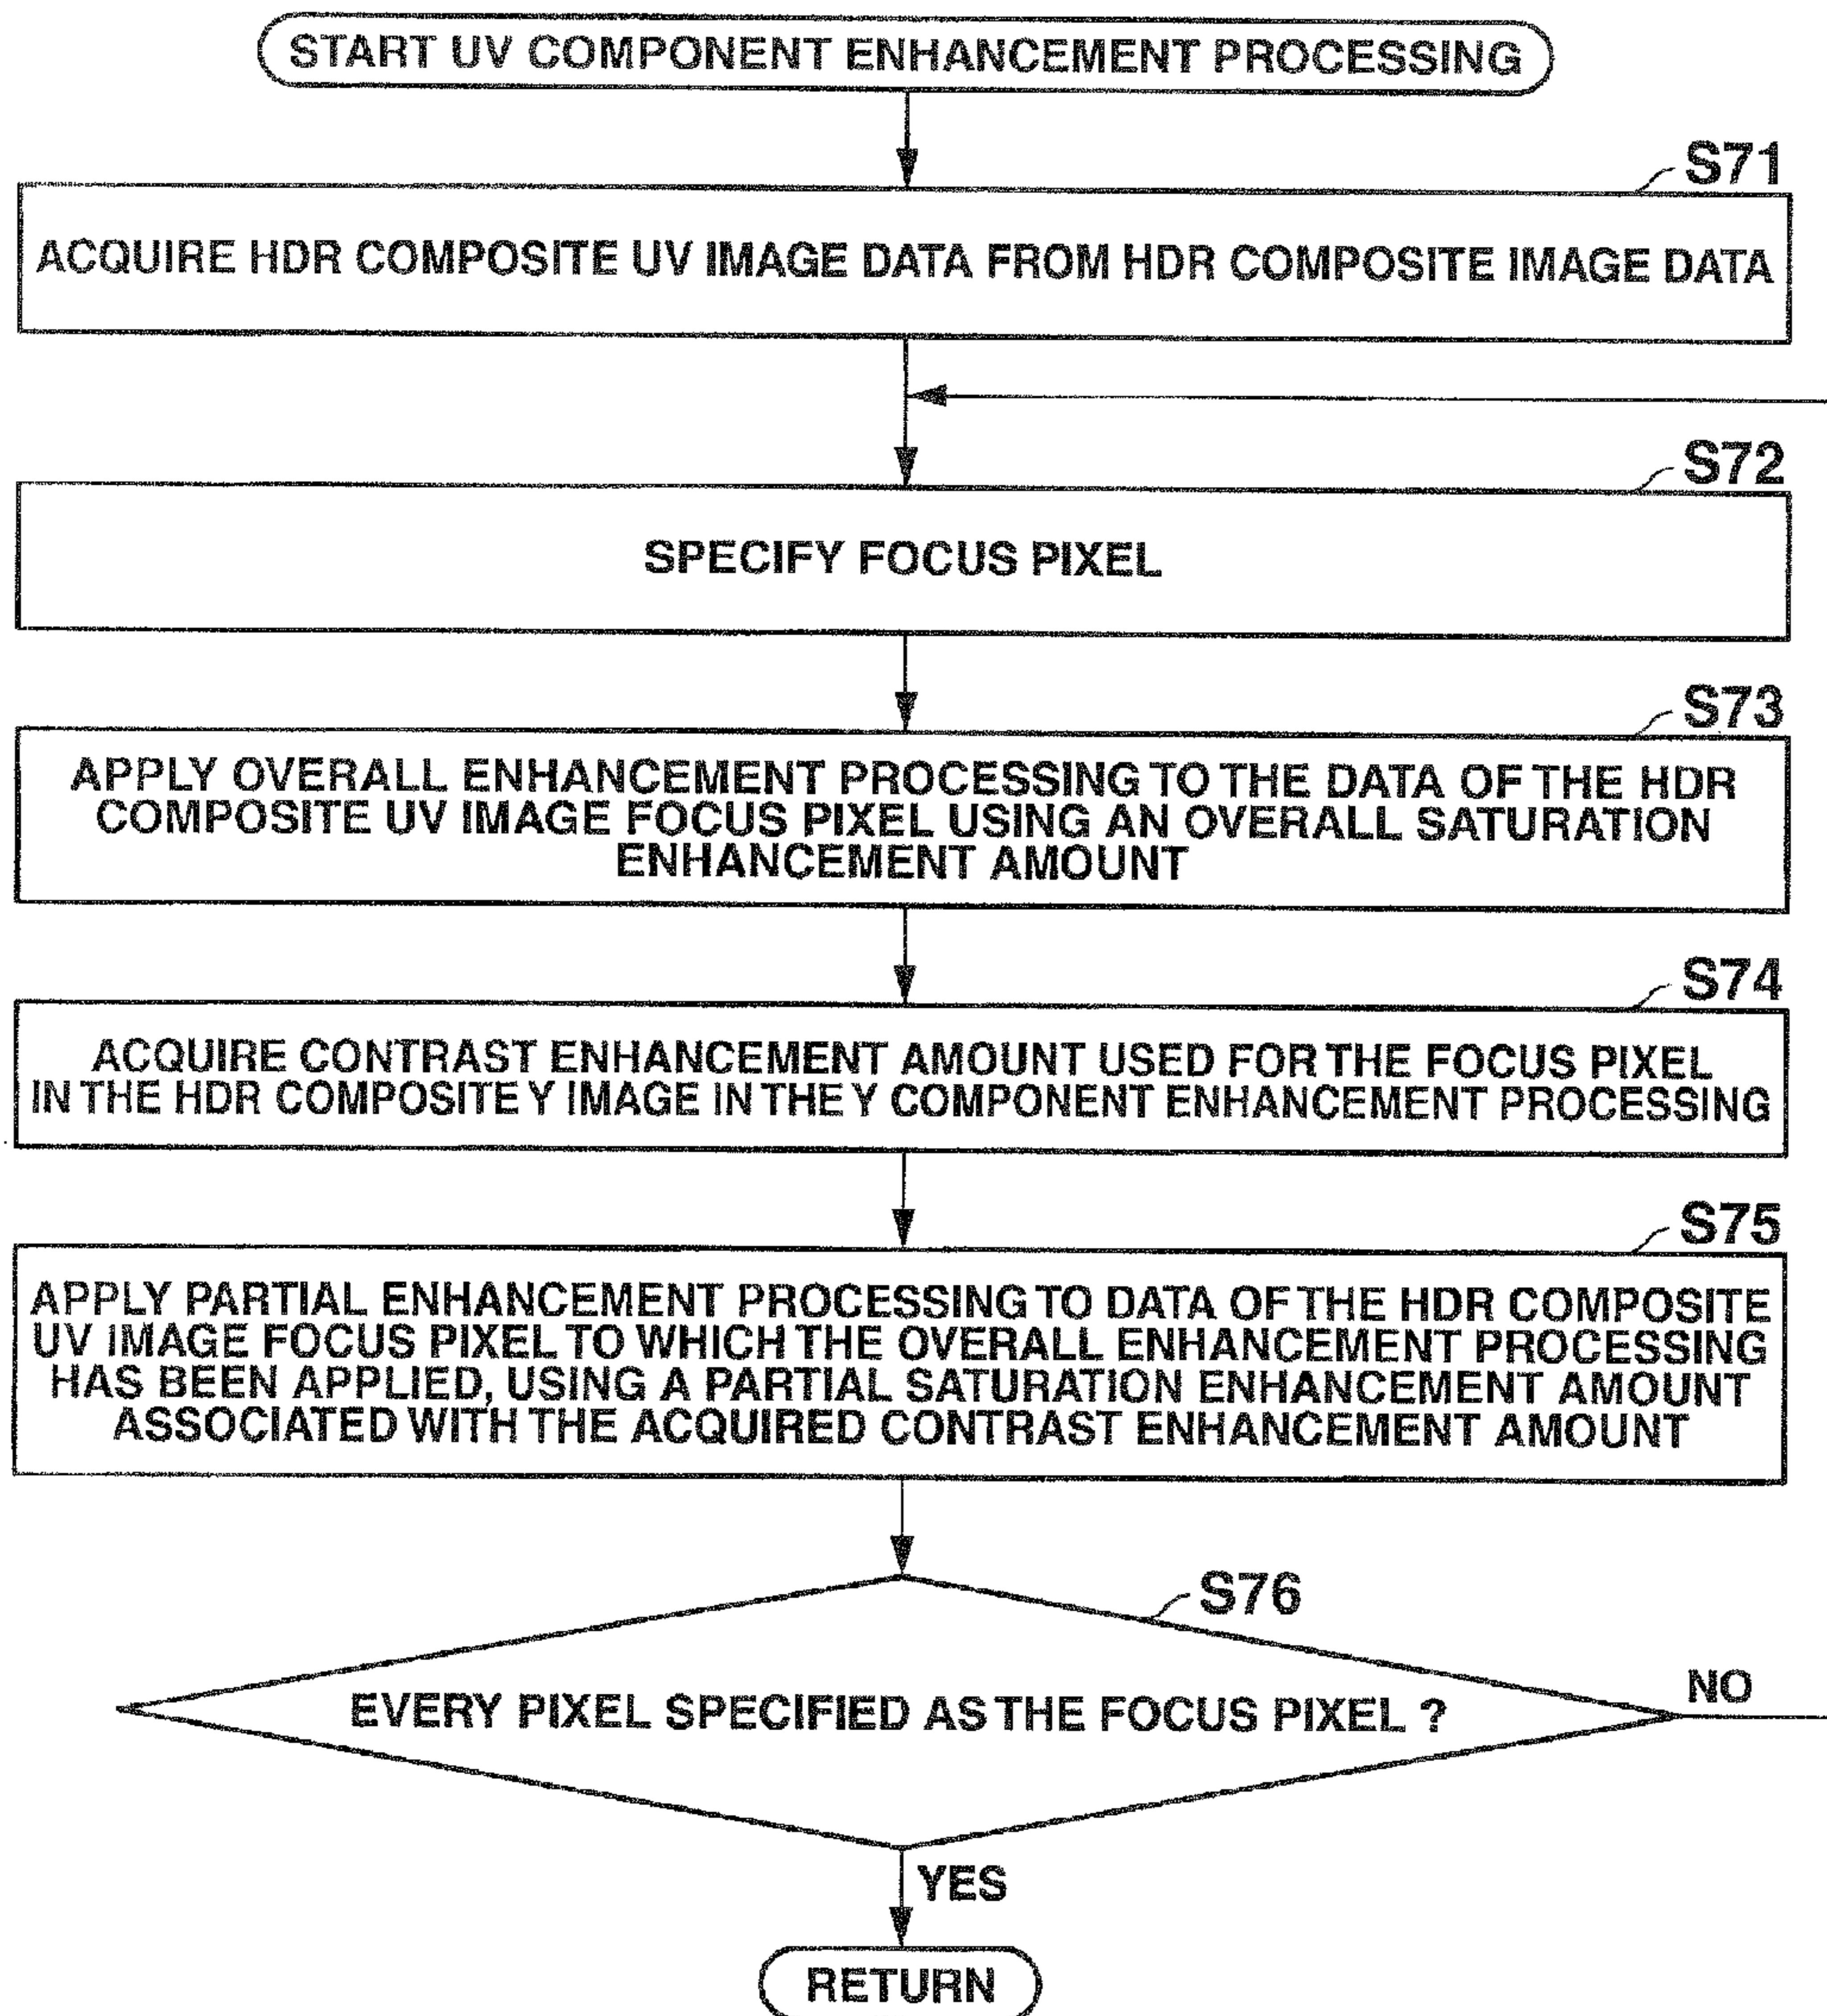 START UV COMPONENT ENHANCEMENT PROCESSING
S71
ACQUIRE HDR COMPOSITE UV IMAGE DATA FROM HDR COMPOSITE IMAGE DATA
S72
SPECIFY FOCUS PIXEL
S73
APPLY OVERALL ENHANCEMENT PROCESSING TO THE DATA OF THE HDR
COMPOSITE UV IMAGE FOCUS PIXEL USING AN OVERALL SATURATION
ENHANCEMENT AMOUNT
S74
ACQUIRE CONTRAST ENHANCEMENT AMOUNT USED FOR THE FOCUS PIXEL
IN THE HDR COMPOSITE Y IMAGE IN THE Y COMPONENT ENHANCEMENT PROCESSING
S75
APPLY PARTIAL ENHANCEMENT PROCESSING TO DATA OF THE HDR COMPOSITE
UV IMAGE FOCUS PIXEL TO WHICH THE OVERALL ENHANCEMENT PROCESSING
HAS BEEN APPLIED, USING A PARTIAL SATURATION ENHANCEMENT AMOUNT
ASSOCIATED WITH THE ACQUIRED CONTRAST ENHANCEMENT AMOUNT
S76
EVERY PIXEL SPECIFIED AS THE FOCUS PIXEL ?
NO
YES
RETURN